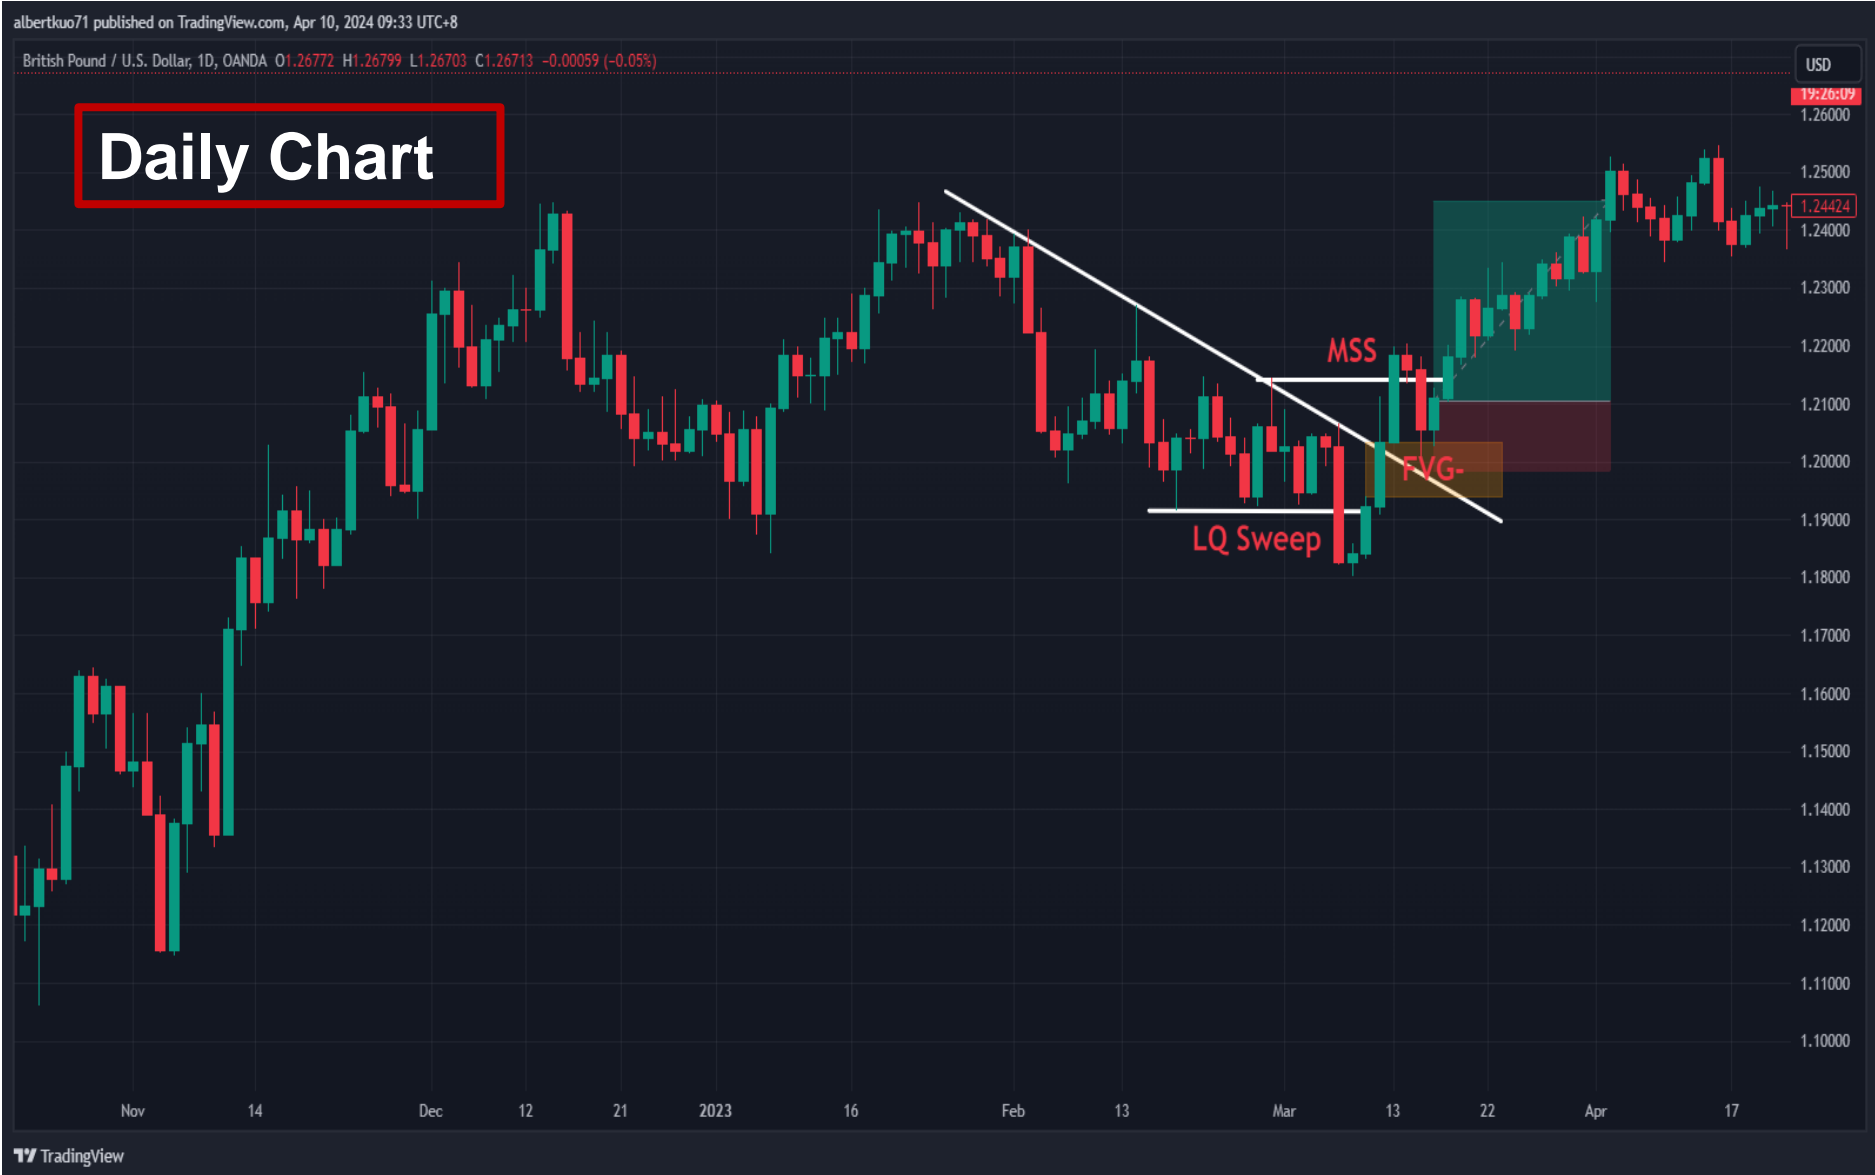 albertkuo71 published on TradingView.com, Apr 10, 2024 09:33 UTC+8
British Pound / U.S. Dollar, 1D, OANDA O1.26772 H1.26799 L1.26703 C1.26713 −0.00059 (−0.05%)
USD
19:26:09
1.26000
Daily Chart
1.25000
1.24424
1.24000
1.23000
MSS
1.22000
1.21000
FVG-
1.20000
1.19000
LQ Sweep
1.18000
1.17000
1.16000
1.15000
1.14000
1.13000
1.12000
1.11000
1.10000
Nov 14 Dec 12 21 2023 16 Feb 13 Mar 13 22 Apr 17
TradingView